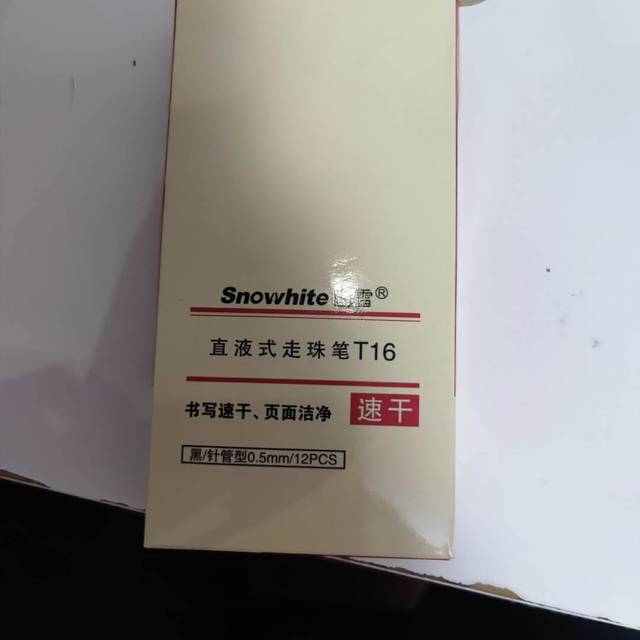 Snowhite 雪®
直液式走珠笔T16
书写速干、页面洁净 速干
黑/针管型0.5mm/12PCS